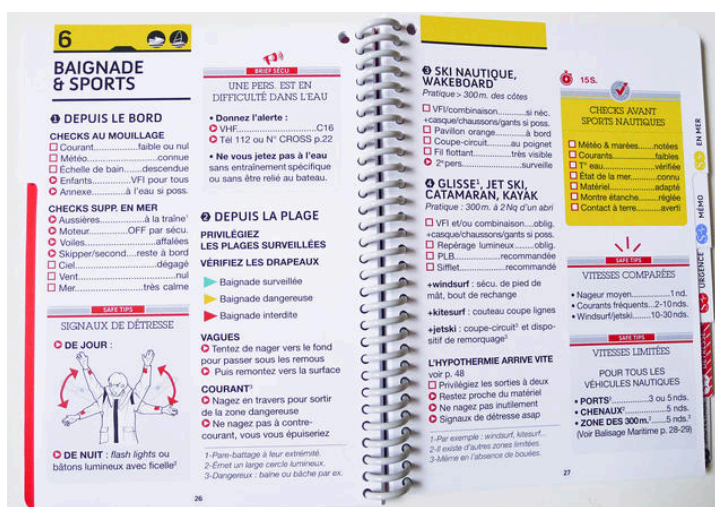 6
BAIGNADE
& SPORTS
❶ DEPUIS LE BORD
CHECKS AU MOUILLAGE
Courant...............faible ou nul
Météo...........................connue
Échelle de bain......descendue
Enfants...............VFI pour tous
Annexe..........à l'eau si poss.
CHECKS SUPP. EN MER
Aussières..............à la traîne¹
Moteur...............OFF par sécu.
Voiles...........................affalées
Skipper/second....reste à bord
Ciel..............................dégagé
Vent.................................nul
Mer..........................très calme
SAFE TIPS
SIGNAUX DE DÉTRESSE
DE JOUR :
DE NUIT : flash lights ou
bâtons lumineux avec ficelle²
BRIEF SÉCU
UNE PERS. EST EN
DIFFICULTÉ DANS L'EAU
• Donnez l'alerte :
VHF..........................C16
Tél 112 ou N° CROSS p.22
• Ne vous jetez pas à l'eau
sans entraînement spécifique
ou sans être relié au bateau.
❷ DEPUIS LA PLAGE
PRIVILÉGIEZ
LES PLAGES SURVEILLÉES
VÉRIFIEZ LES DRAPEAUX
Baignade surveillée
Baignade dangereuse
Baignade interdite
VAGUES
Tentez de nager vers le fond
pour passer sous les remous
Puis remontez vers la surface
COURANT³
Nagez en travers pour sortir
de la zone dangereuse
Ne nagez pas à contre-
courant, vous vous épuiseriez
1-Pare-battage à leur extrémité.
2-Émet un large cercle lumineux.
3-Dangereux : baïne ou bâche par ex.
26
❸ SKI NAUTIQUE,
WAKEBOARD
Pratique > 300m. des côtes
VFI/combinaison............si néc.
+casque/chaussons/gants si poss.
Pavillon orange..............à bord
Coupe-circuit.........au poignet
Fil flottant...............très visible
2ᵉ pers.......................surveille
❹ GLISSE¹, JET SKI,
CATAMARAN, KAYAK
Pratique : 300m. à 2Nq d'un abri
VFI et/ou combinaison....oblig.
+casque/chaussons/gants si poss.
Repérage lumineux.........oblig.
PLB.....................recommandée
Sifflet....................recommandé
+windsurf : sécu. de pied de
mât, bout de rechange
+kitesurf : couteau coupe lignes
+jetski : coupe-circuit³ et dispo-
sitif de remorquage³
L'HYPOTHERMIE ARRIVE VITE
voir p. 48
Privilégiez les sorties à deux
Restez proche du matériel
Ne nagez pas inutilement
Signaux de détresse asap
1-Par exemple : windsurf, kitesurf...
2-Il existe d'autres zones limitées.
3-Même en l'absence de bouées.
27
15S.
CHECKS AVANT
SPORTS NAUTIQUES
Météo & marées........notées
Courants...................faibles
T° eau.......................vérifiée
État de la mer............connu
Matériel......................adapté
Montre étanche..........réglée
Contact à terre...........averti
SAFE TIPS
VITESSES COMPARÉES
• Nageur moyen.................1nd.
• Courants fréquents...2-10nds.
• Windsurf/jetski.........10-30nds.
SAFE TIPS
VITESSES LIMITÉES
POUR TOUS LES
VÉHICULES NAUTIQUES
• PORTS²................3 ou 5nds.
• CHENAUX²..................5 nds.
• ZONE DES 300m.²......5 nds.³
(Voir Balisage Maritime p. 28-29)
EN MER
MÉMO
URGENCE